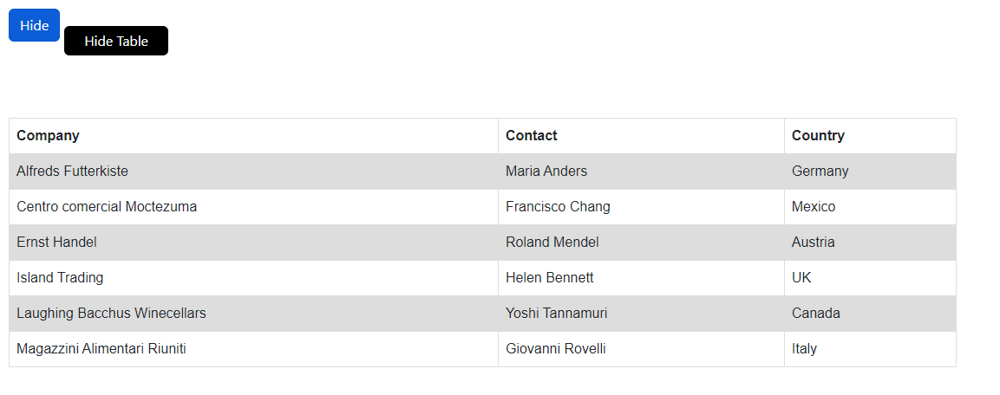 Hide
Hide Table
Company Contact Country
Alfreds Futterkiste Maria Anders Germany
Centro comercial Moctezuma Francisco Chang Mexico
Ernst Handel Roland Mendel Austria
Island Trading Helen Bennett UK
Laughing Bacchus Winecellars Yoshi Tannamuri Canada
Magazzini Alimentari Riuniti Giovanni Rovelli Italy